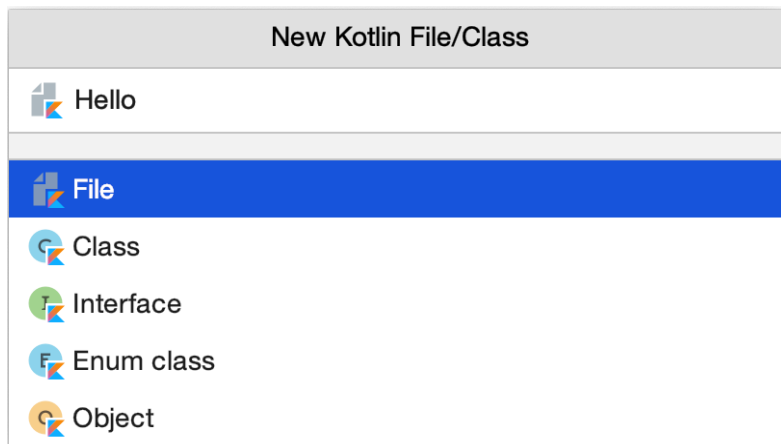 New Kotlin File/Class
Hello
File
C Class
I Interface
E Enum class
O Object